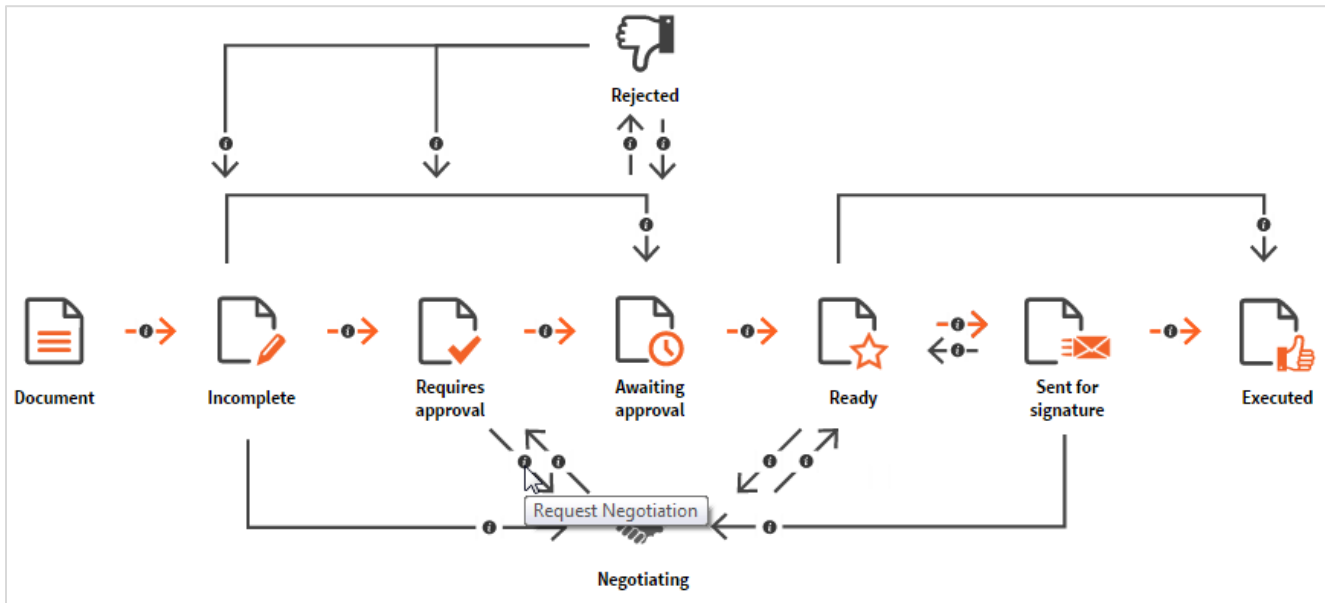 Rejected
Document
Incomplete
Requires
approval
Awaiting
approval
Ready
Sent for
signature
Executed
Request Negotiation
Negotiating